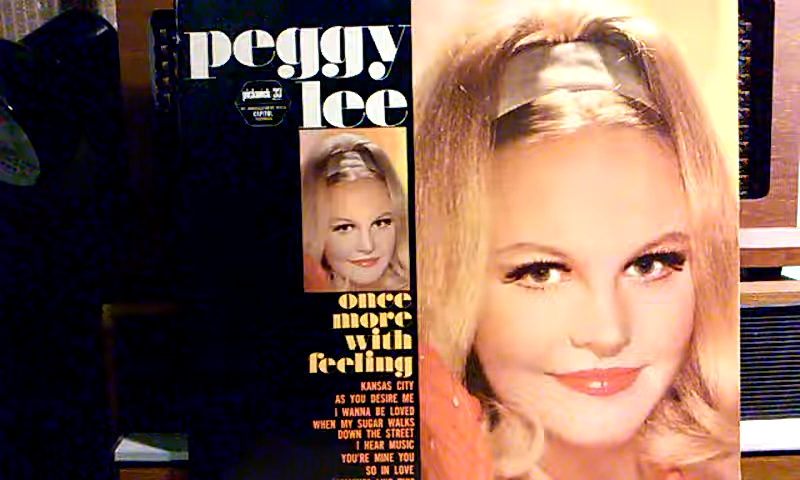 peggy
lee
pickwick 33
CAPITOL
once
more
with
feeling
KANSAS CITY
AS YOU DESIRE ME
I WANNA BE LOVED
WHEN MY SUGAR WALKS
DOWN THE STREET
I HEAR MUSIC
YOU'RE MINE YOU
SO IN LOVE